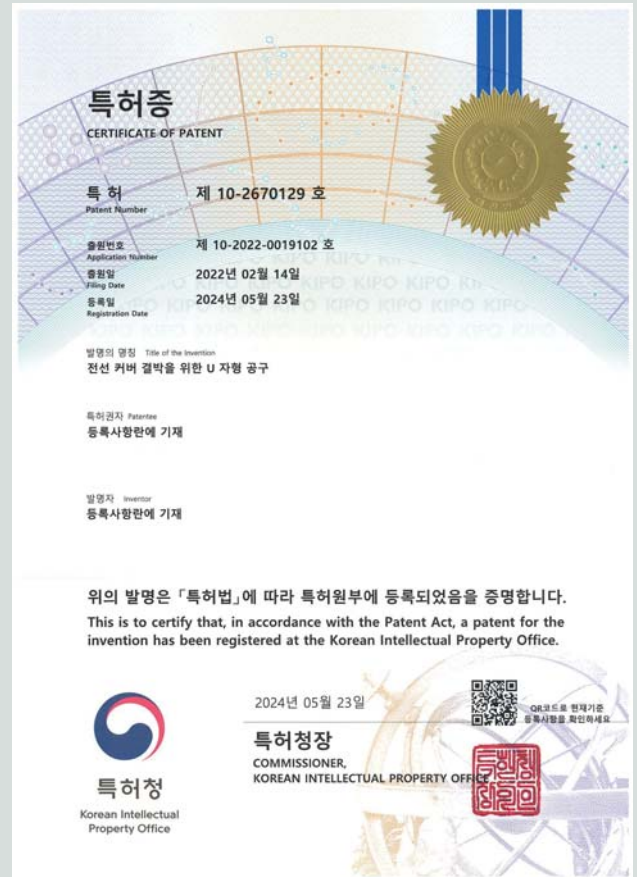 특허증
CERTIFICATE OF PATENT
특 허 제 10-2670129 호
Patent Number
출원번호 제 10-2022-0019102 호
Application Number
출원일 2022년 02월 14일
Filing Date
등록일 2024년 05월 23일
Registration Date
발명의 명칭 Title of the Invention
전선 커버 결박을 위한 U 자형 공구
특허권자 Patentee
등록사항란에 기재
발명자 Inventor
등록사항란에 기재
위의 발명은 「특허법」에 따라 특허원부에 등록되었음을 증명합니다.
This is to certify that, in accordance with the Patent Act, a patent for the
invention has been registered at the Korean Intellectual Property Office.
2024년 05월 23일
QR코드로 현재기준
등록사항을 확인하세요
특허청장
COMMISSIONER,
KOREAN INTELLECTUAL PROPERTY OFFICE
특허청
Korean Intellectual
Property Office